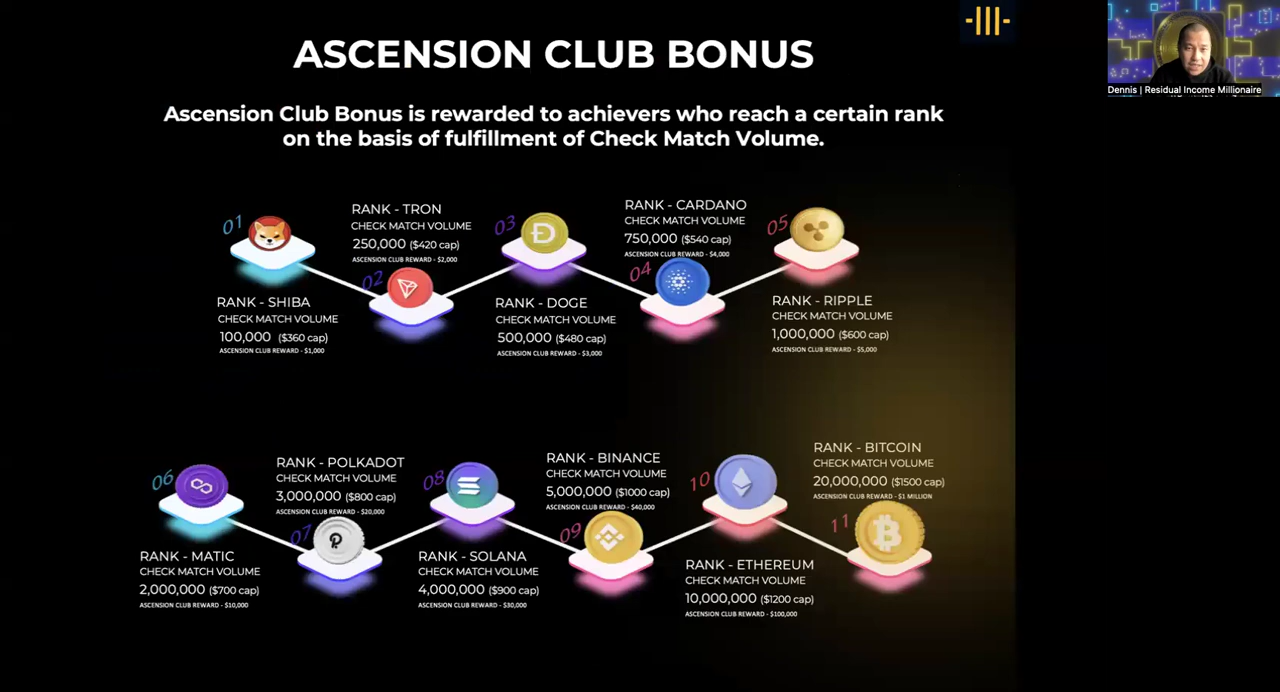 ASCENSION CLUB BONUS
Dennis | Residual Income Millionaire
Ascension Club Bonus is rewarded to achievers who reach a certain rank
on the basis of fulfillment of Check Match Volume.
01
RANK - SHIBA
CHECK MATCH VOLUME
100,000 ($360 cap)
ASCENSION CLUB REWARD - $1,000
RANK - TRON
CHECK MATCH VOLUME
250,000 ($420 cap)
ASCENSION CLUB REWARD - $2,000
02
03
RANK - DOGE
CHECK MATCH VOLUME
500,000 ($480 cap)
ASCENSION CLUB REWARD - $3,000
RANK - CARDANO
CHECK MATCH VOLUME
750,000 ($540 cap)
ASCENSION CLUB REWARD - $4,000
04
05
RANK - RIPPLE
CHECK MATCH VOLUME
1,000,000 ($600 cap)
ASCENSION CLUB REWARD - $5,000
06
RANK - MATIC
CHECK MATCH VOLUME
2,000,000 ($700 cap)
ASCENSION CLUB REWARD - $10,000
RANK - POLKADOT
CHECK MATCH VOLUME
3,000,000 ($800 cap)
ASCENSION CLUB REWARD - $20,000
07
08
RANK - SOLANA
CHECK MATCH VOLUME
4,000,000 ($900 cap)
ASCENSION CLUB REWARD - $30,000
RANK - BINANCE
CHECK MATCH VOLUME
5,000,000 ($1000 cap)
ASCENSION CLUB REWARD - $40,000
09
10
RANK - ETHEREUM
CHECK MATCH VOLUME
10,000,000 ($1200 cap)
ASCENSION CLUB REWARD - $100,000
RANK - BITCOIN
CHECK MATCH VOLUME
20,000,000 ($1500 cap)
ASCENSION CLUB REWARD - $1 MILLION
11